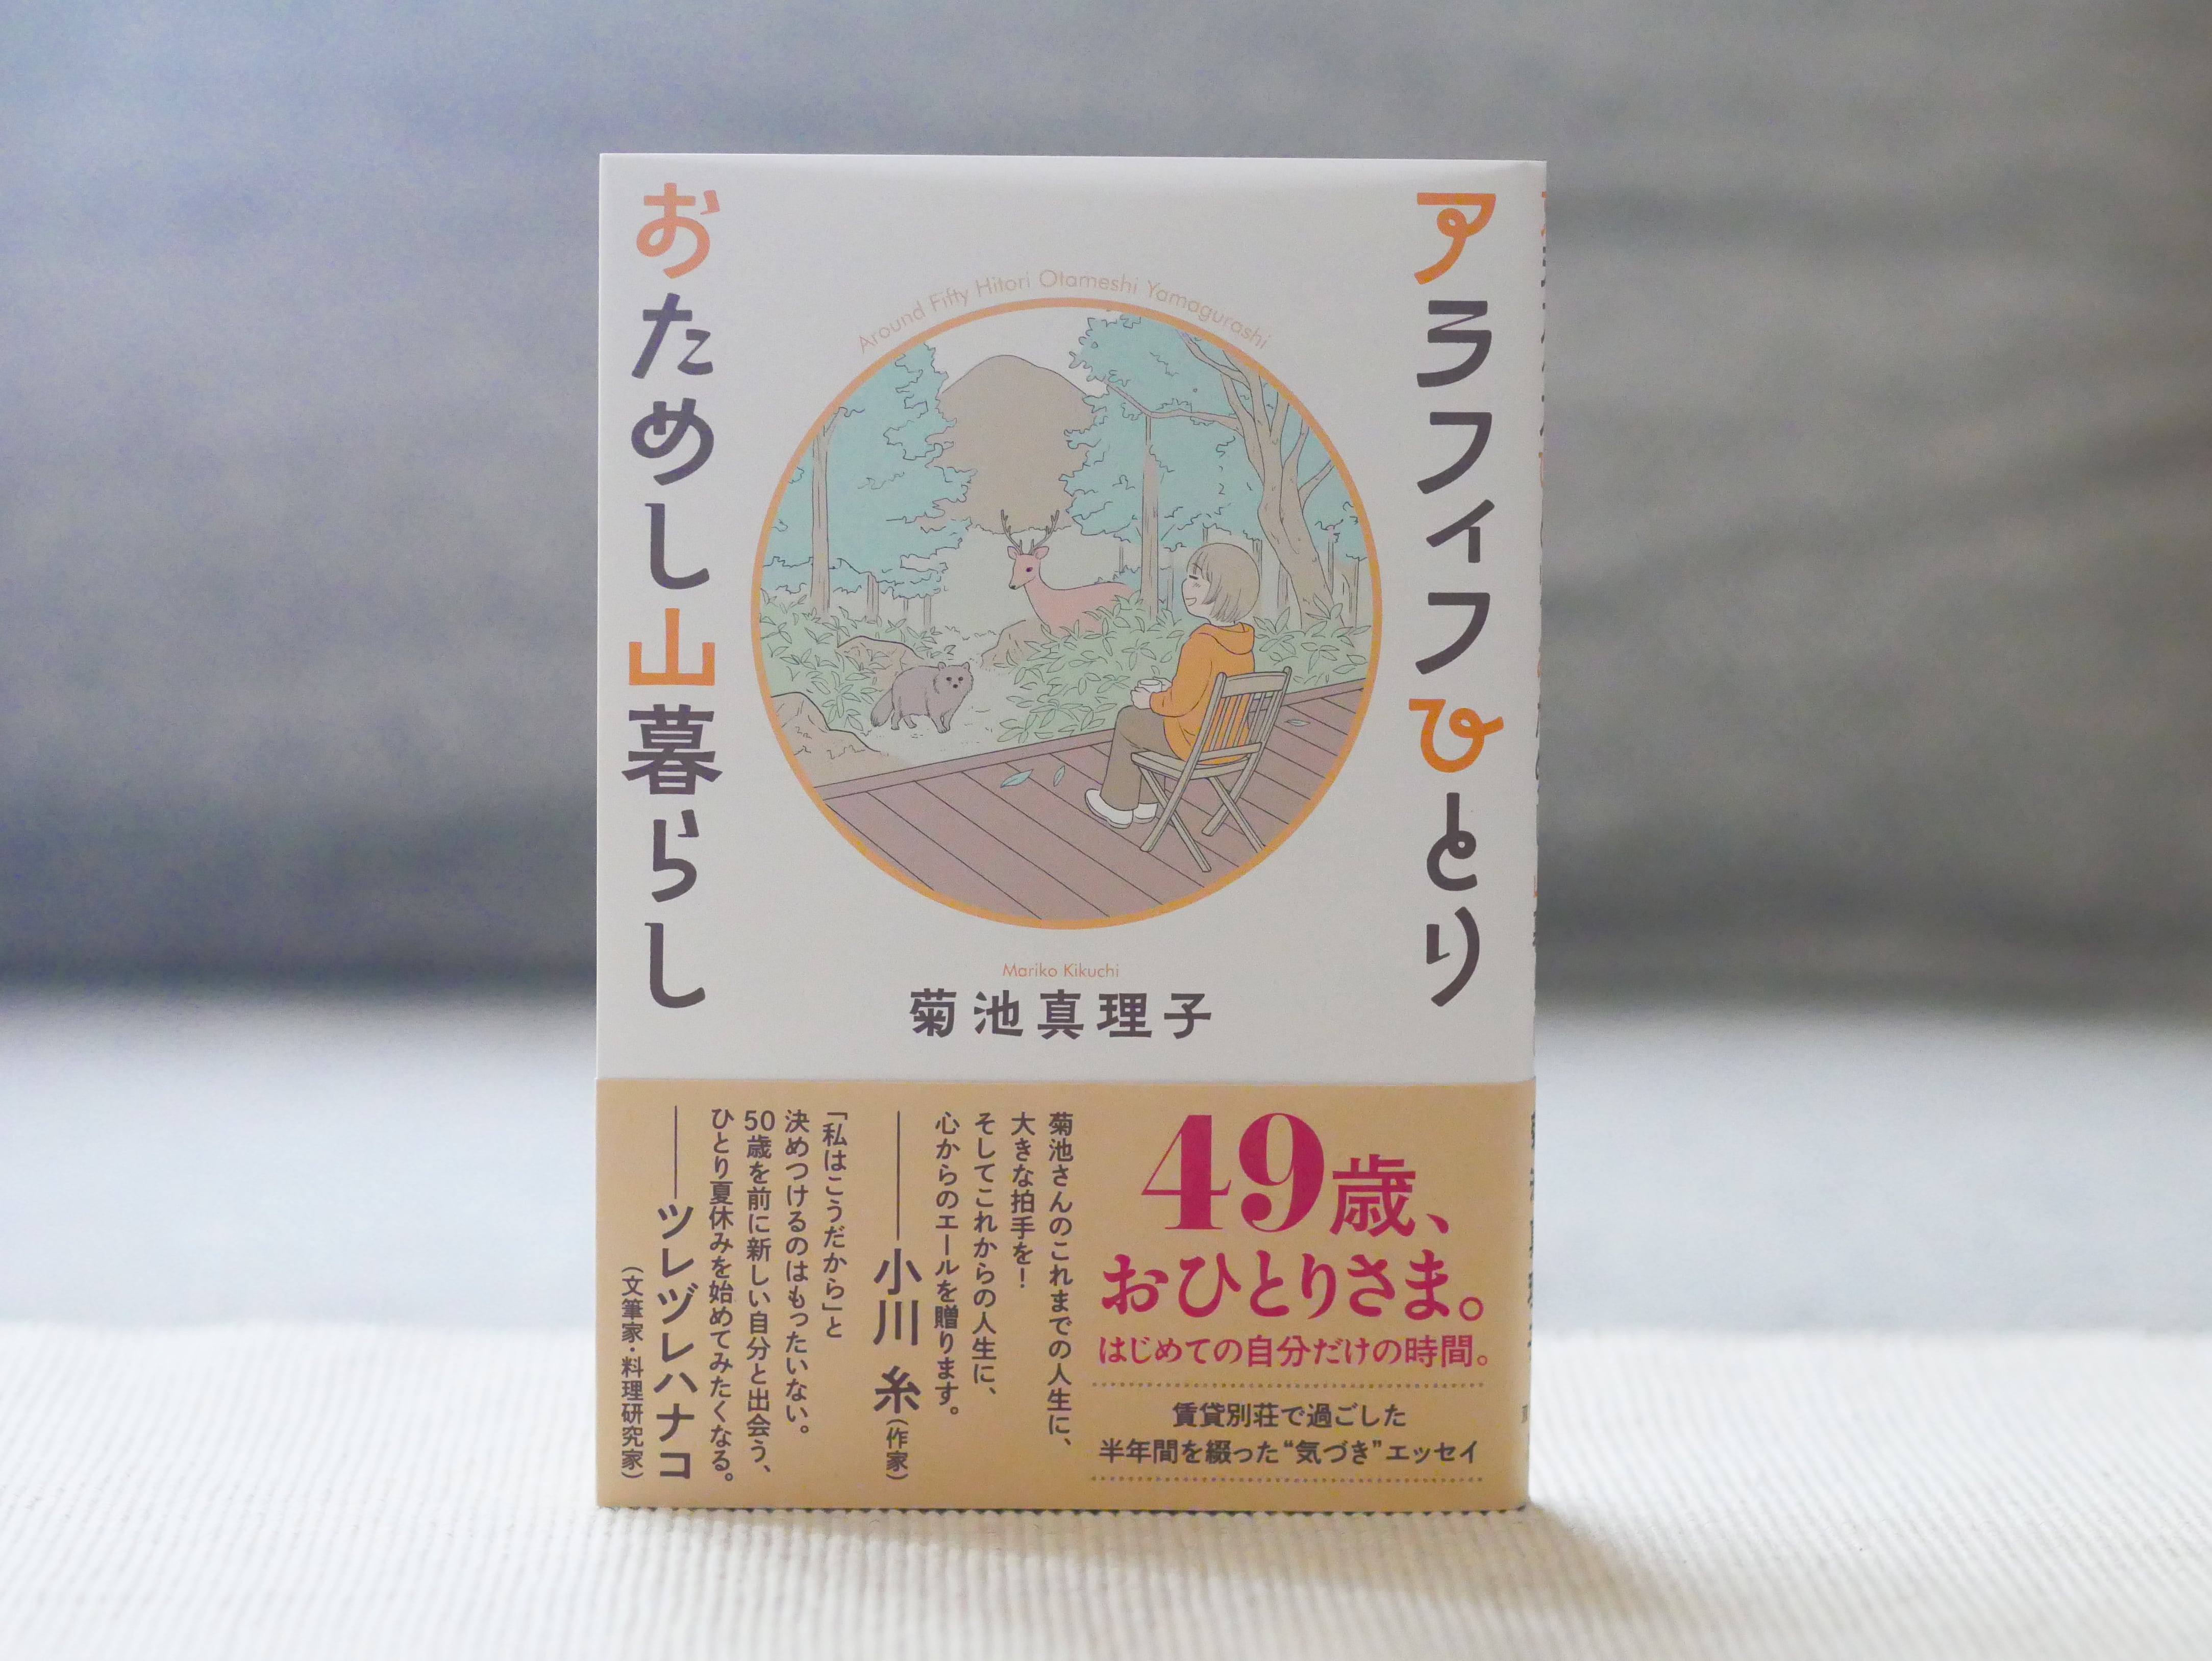 アラフィフひとり
おためし山暮らし
Around Fifty Hitori Otameshi Yamagurashi
Mariko Kikuchi
菊池真理子
49歳、
おひとりさま。
はじめての自分だけの時間。
賃貸別荘で過ごした
半年間を綴った“気づき”エッセイ
菊池さんのこれまでの人生に、
大きな拍手を！
そしてこれからの人生に、
心からのエールを贈ります。
――小川 糸（作家）
「私はこうだから」と
決めつけるのはもったいない。
50歳を前に新しい自分と出会う、
ひとり夏休みを始めてみたくなる。
――ツレヅレハナコ
（文筆家・料理研究家）